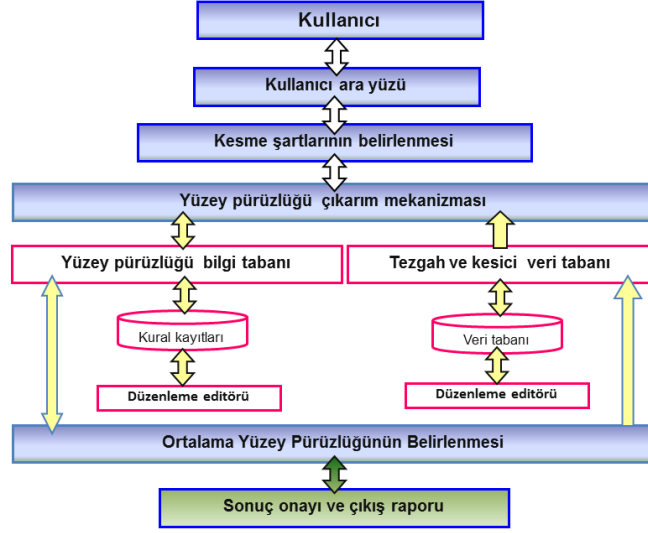 Kullanıcı
Kullanıcı ara yüzü
Kesme şartlarının belirlenmesi
Yüzey pürüzlüğü çıkarım mekanizması
Yüzey pürüzlüğü bilgi tabanı
Tezgah ve kesici veri tabanı
Kural kayıtları
Veri tabanı
Düzenleme editörü
Düzenleme editörü
Ortalama Yüzey Pürüzlüğünün Belirlenmesi
Sonuç onayı ve çıkış raporu